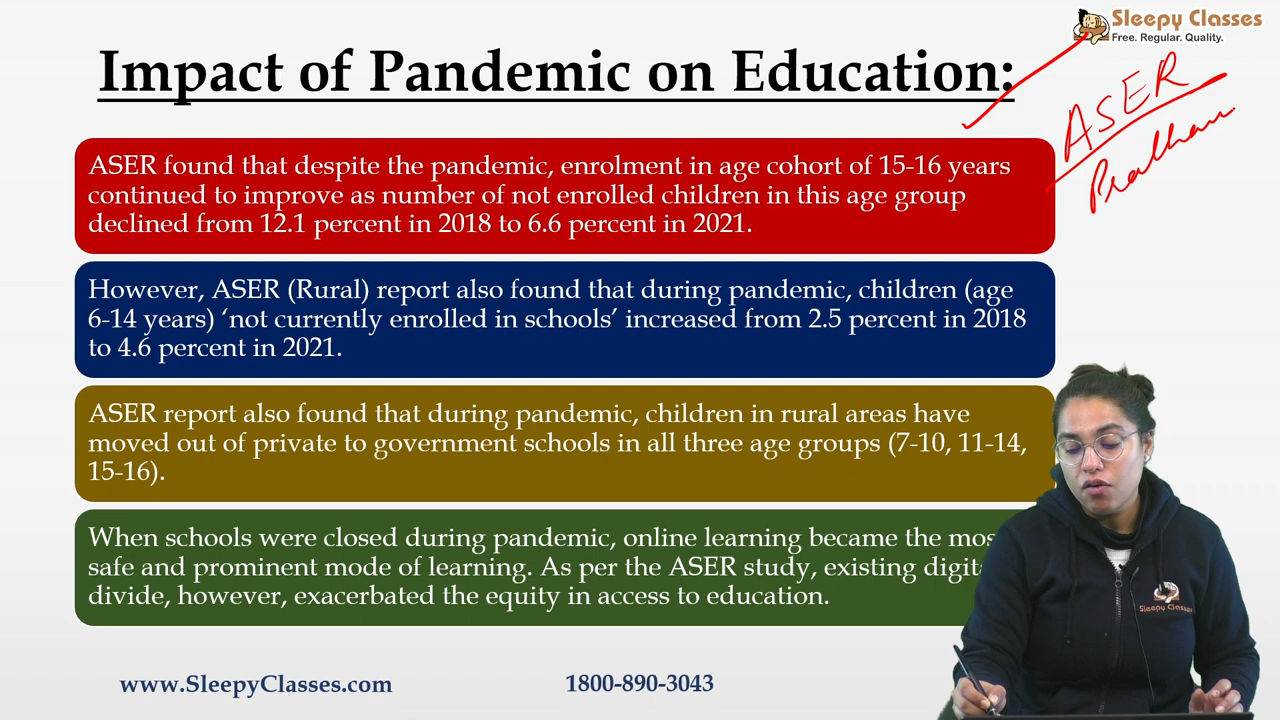 Sleepy Classes
Free. Regular. Quality.
Impact of Pandemic on Education:
ASER
Pratham
ASER found that despite the pandemic, enrolment in age cohort of 15-16 years
continued to improve as number of not enrolled children in this age group
declined from 12.1 percent in 2018 to 6.6 percent in 2021.
However, ASER (Rural) report also found that during pandemic, children (age
6-14 years) ‘not currently enrolled in schools’ increased from 2.5 percent in 2018
to 4.6 percent in 2021.
ASER report also found that during pandemic, children in rural areas have
moved out of private to government schools in all three age groups (7-10, 11-14,
15-16).
When schools were closed during pandemic, online learning became the mos
safe and prominent mode of learning. As per the ASER study, existing digita
divide, however, exacerbated the equity in access to education.
Sleepy Classes
www.SleepyClasses.com
1800-890-3043